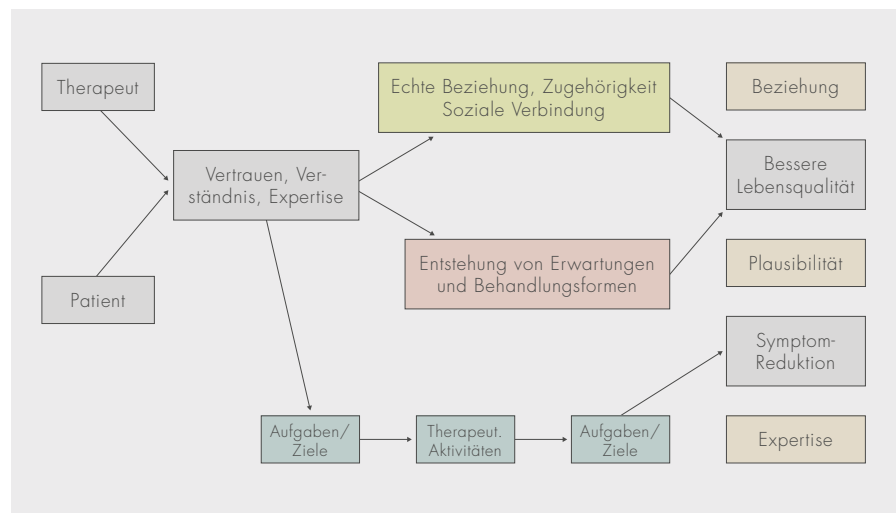 Therapeut
Patient
Vertrauen, Ver-
ständnis, Expertise
Echte Beziehung, Zugehörigkeit
Soziale Verbindung
Entstehung von Erwartungen
und Behandlungsformen
Aufgaben/
Ziele
Therapeut.
Aktivitäten
Aufgaben/
Ziele
Beziehung
Bessere
Lebensqualität
Plausibilität
Symptom-
Reduktion
Expertise